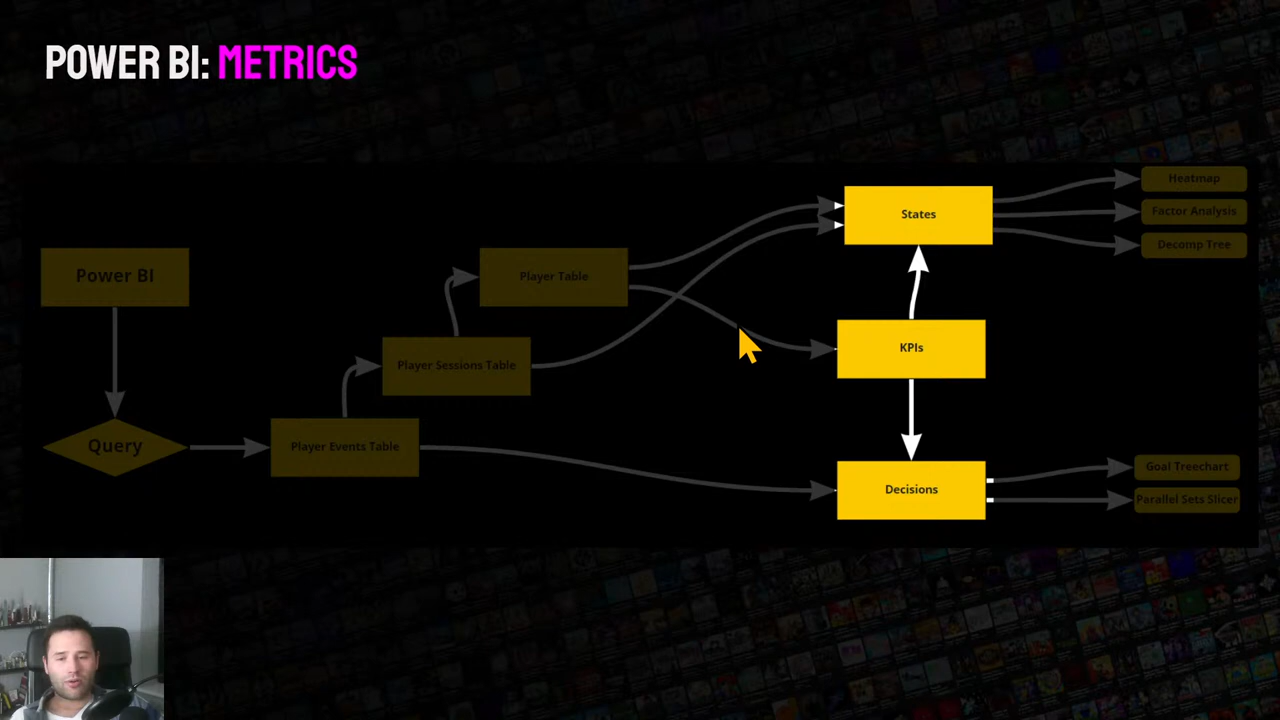 POWER BI: METRICS
Heatmap
States
Factor Analysis
Decomp Tree
Power BI
Player Table
KPIs
Player Sessions Table
Query
Player Events Table
Goal Treechart
Decisions
Parallel Sets Slicer